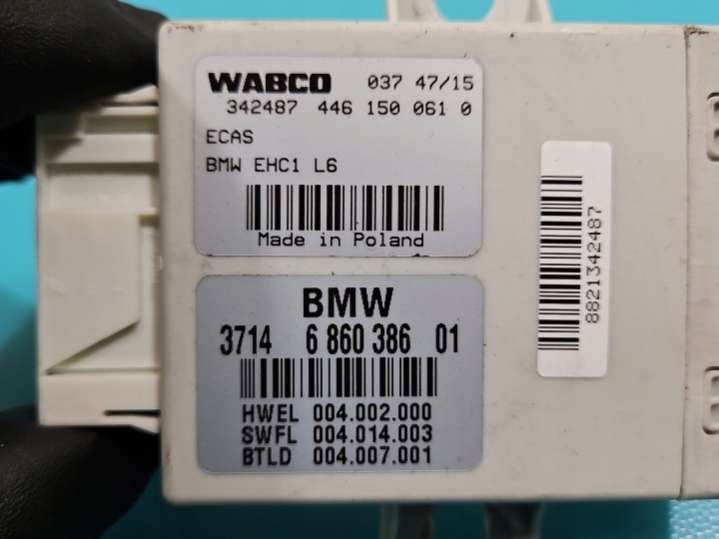 WABCO 037 47/15
342487 446 150 061 0
ECAS
BMW EHC1 L6
Made in Poland
8821342487
BMW
3714 6 860 386 01
HWEL 004.002.000
SWFL 004.014.003
BTLD 004.007.001